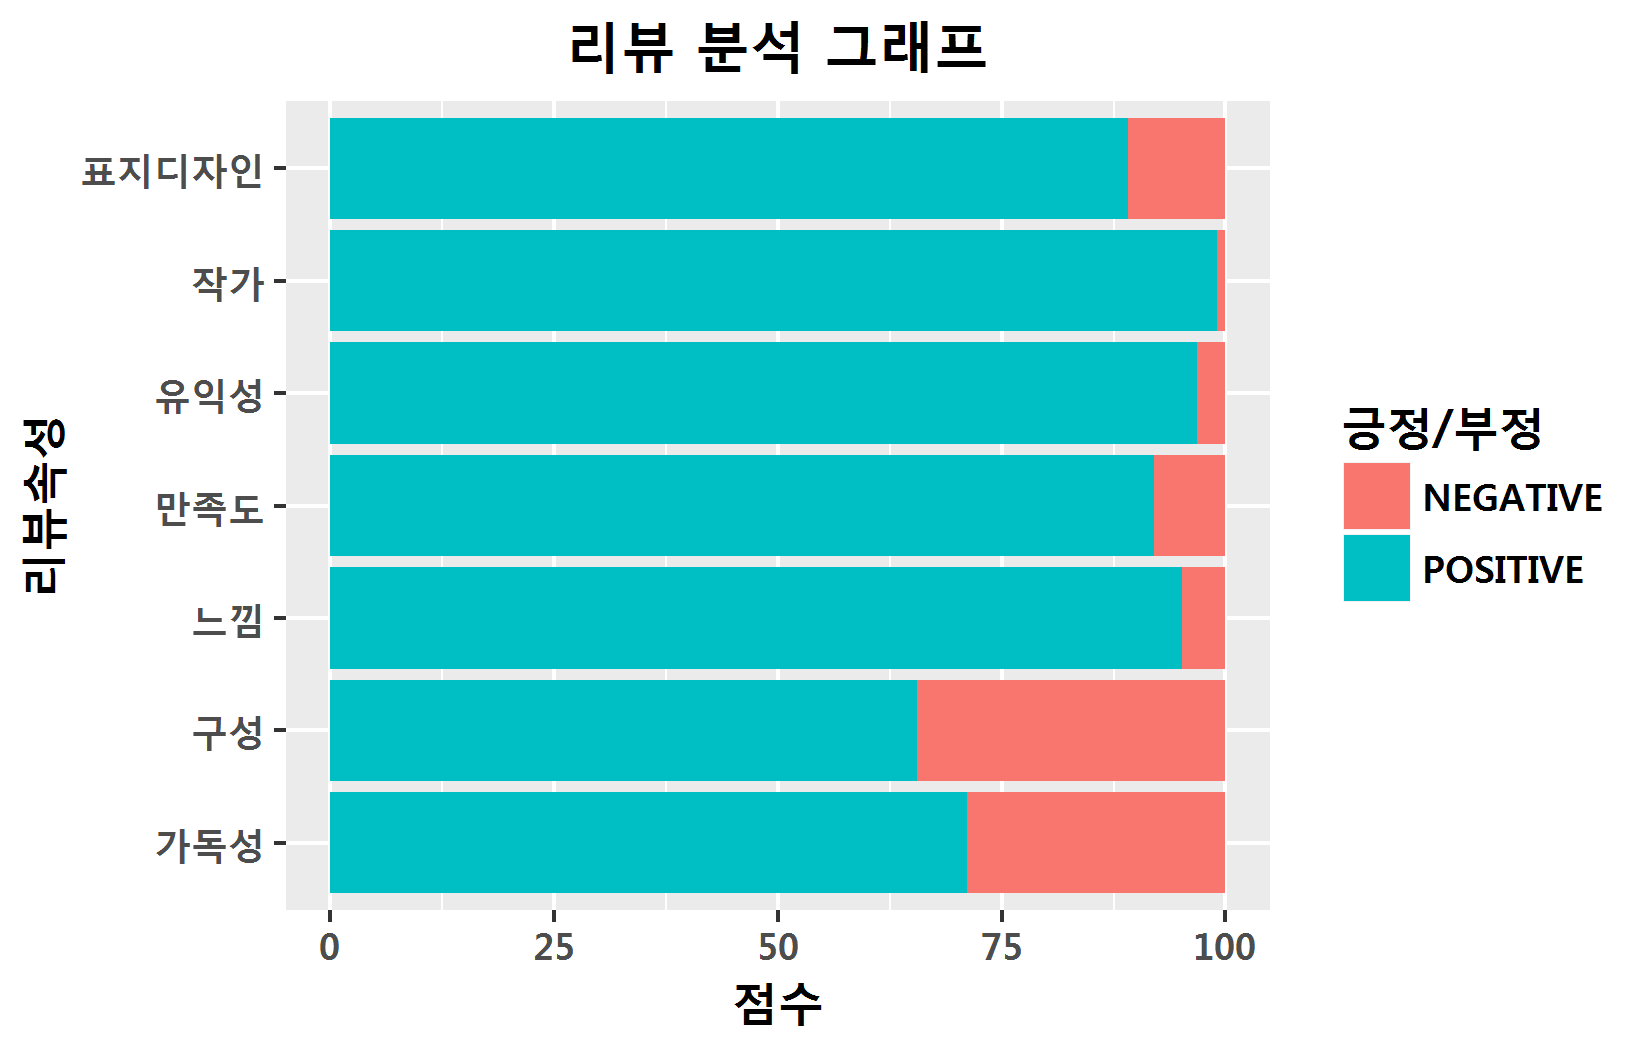 리뷰 분석 그래프
리뷰속성
표지디자인
작가
유익성
만족도
느낌
구성
가독성
0 25 50 75 100
점수
긍정/부정
NEGATIVE
POSITIVE